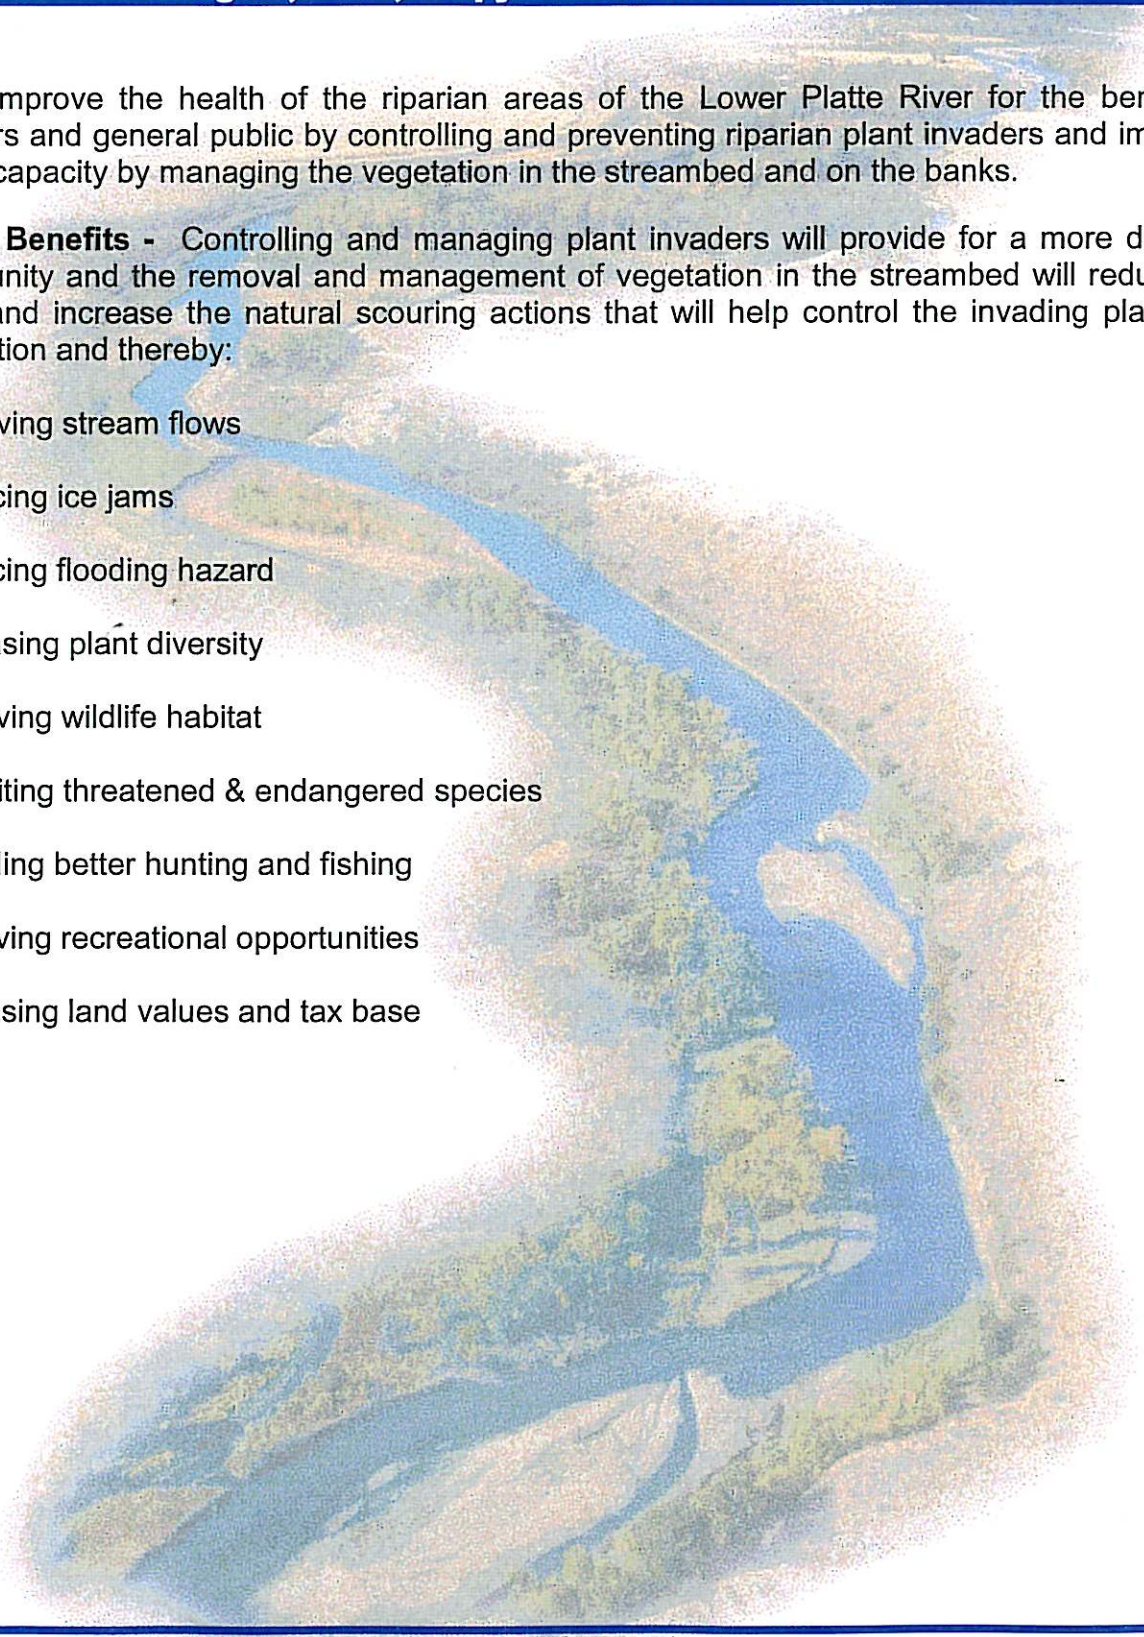 mprove the health of the riparian areas of the Lower Platte River for the ber
rs and general public by controlling and preventing riparian plant invaders and im
capacity by managing the vegetation in the streambed and on the banks.
Benefits - Controlling and managing plant invaders will provide for a more d
unity and the removal and management of vegetation in the streambed will redu
and increase the natural scouring actions that will help control the invading pla
tion and thereby:
ving stream flows
cing ice jams
cing flooding hazard
asing plant diversity
ving wildlife habitat
iting threatened & endangered species
ling better hunting and fishing
ving recreational opportunities
sing land values and tax base